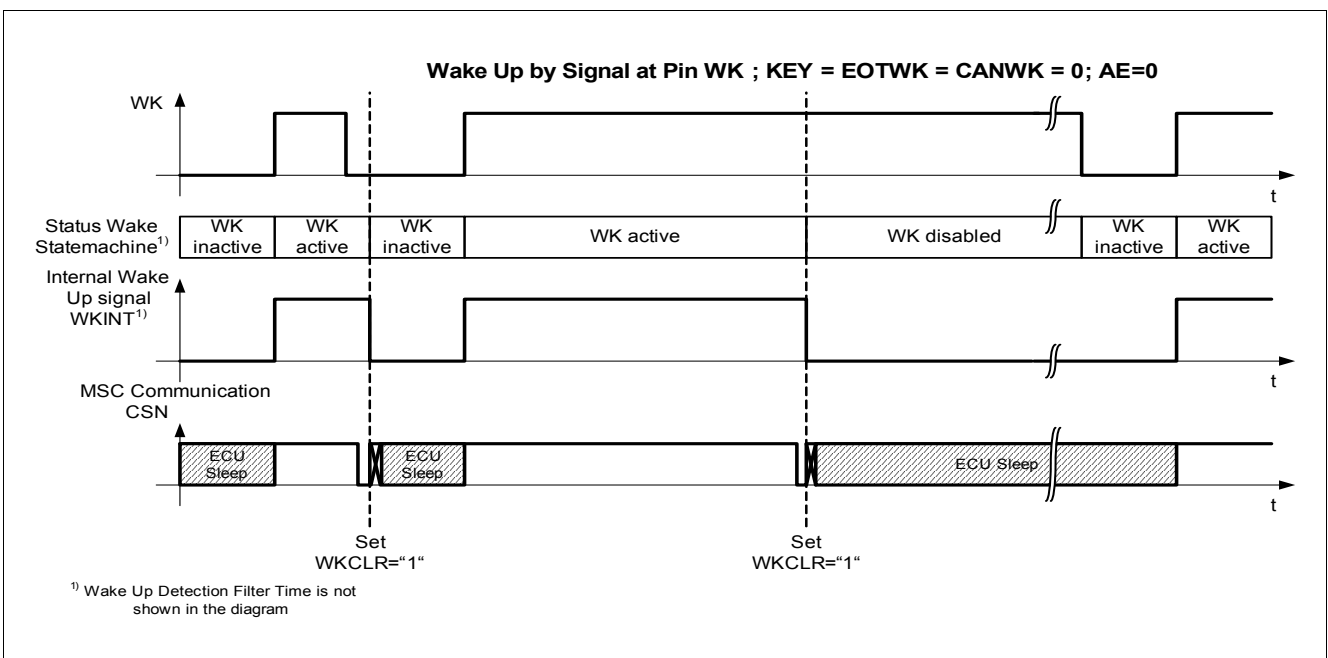 Wake Up by Signal at Pin WK ; KEY = EOTWK = CANWK = 0; AE=0
WK
t
Status Wake
Statemachine1)
WK
inactive
WK
active
WK
inactive
WK active
WK disabled
WK
inactive
WK
active
Internal Wake
Up signal
WKINT1)
t
MSC Communication
CSN
ECU
Sleep
ECU
Sleep
ECU Sleep
t
Set
WKCLR=“1“
Set
WKCLR=“1“
1) Wake Up Detection Filter Time is not
shown in the diagram